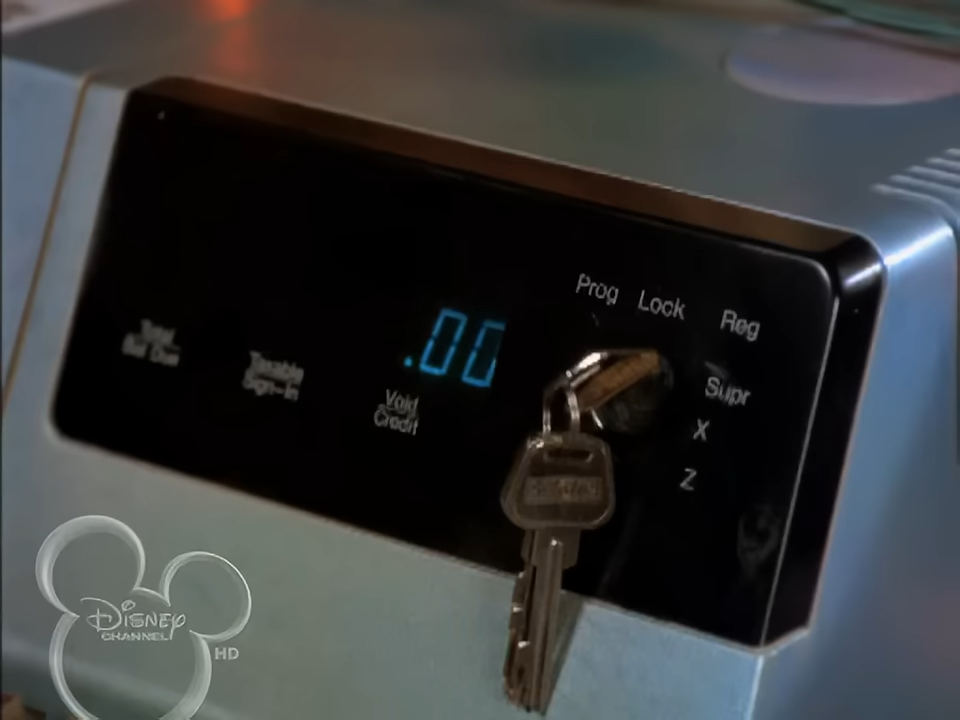 Prog Lock Reg
Total
Bal Due
Taxable
Sign-In
.00
Void
Credit
Supr
X
Z
Disney
CHANNEL
HD